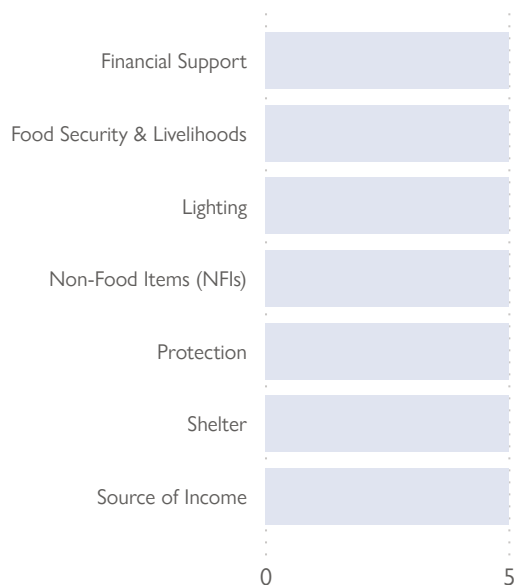 Financial Support
Food Security & Livelihoods
Lighting
Non-Food Items (NFIs)
Protection
Shelter
Source of Income
0 5